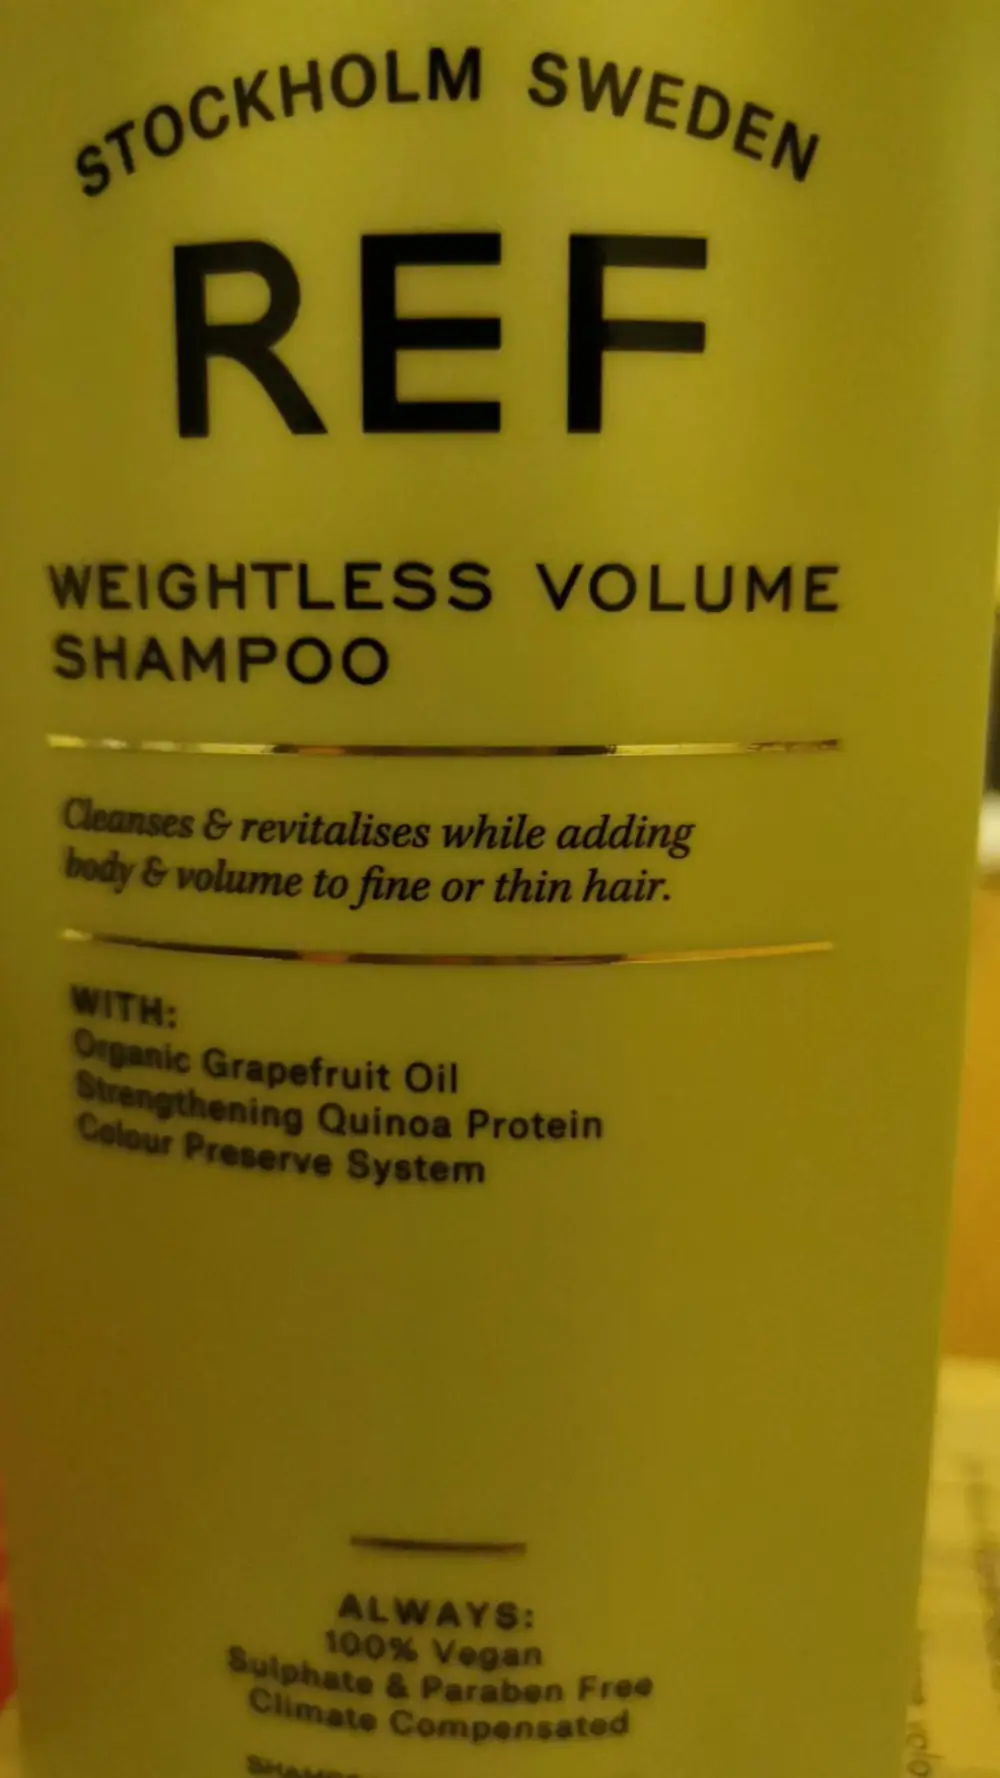 STOCKHOLM SWEDEN
REF
WEIGHTLESS VOLUME
SHAMPOO
Cleanses & revitalises while adding
body & volume to fine or thin hair.
WITH:
Organic Grapefruit Oil
Strengthening Quinoa Protein
Colour Preserve System
ALWAYS:
100% Vegan
Sulphate & Paraben Free
Climate Compensated